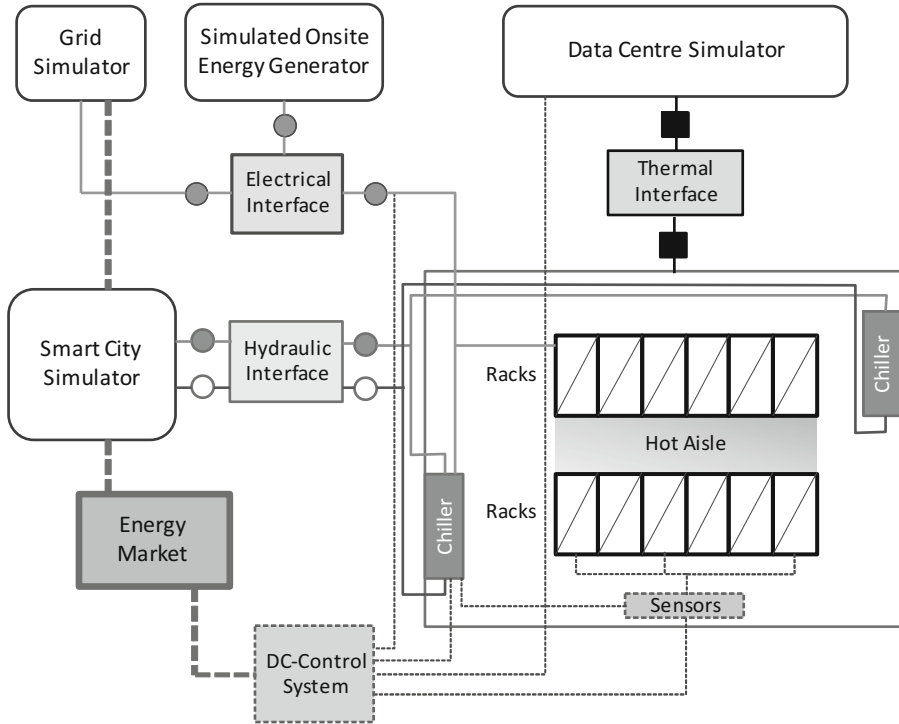 Grid
Simulator
Simulated Onsite
Energy Generator
Data Centre Simulator
Electrical
Interface
Thermal
Interface
Smart City
Simulator
Hydraulic
Interface
Racks
Chiller
Hot Aisle
Racks
Chiller
Energy
Market
Sensors
DC-Control
System